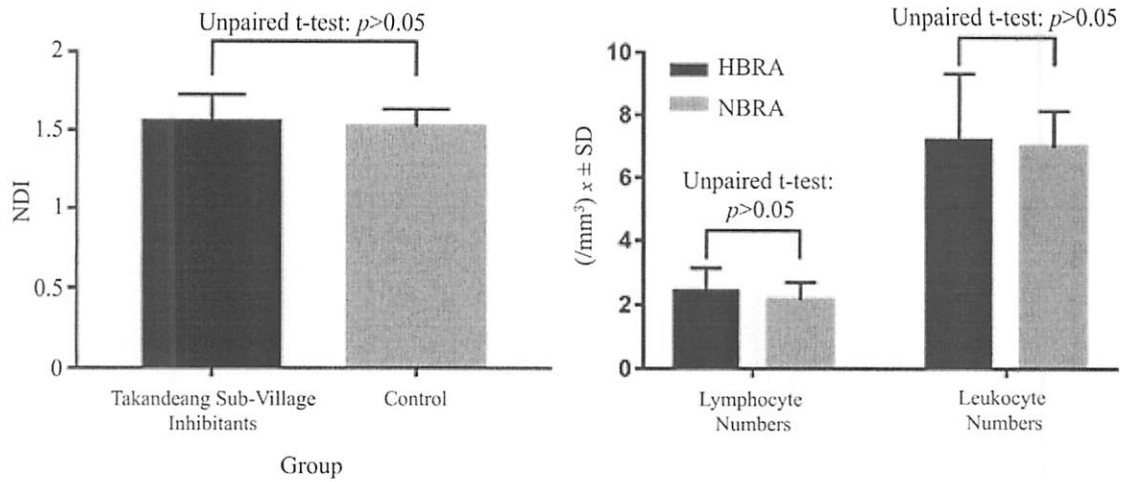 Unpaired t-test: p>0.05
2
1.5
1
0.5
0
NDI
Takandeang Sub-Village
Inhibitants
Control
Group
Unpaired t-test: p>0.05
10
8
6
4
2
0
(/mm³) x ± SD
HBRA
NBRA
Unpaired t-test:
p>0.05
Lymphocyte
Numbers
Leukocyte
Numbers